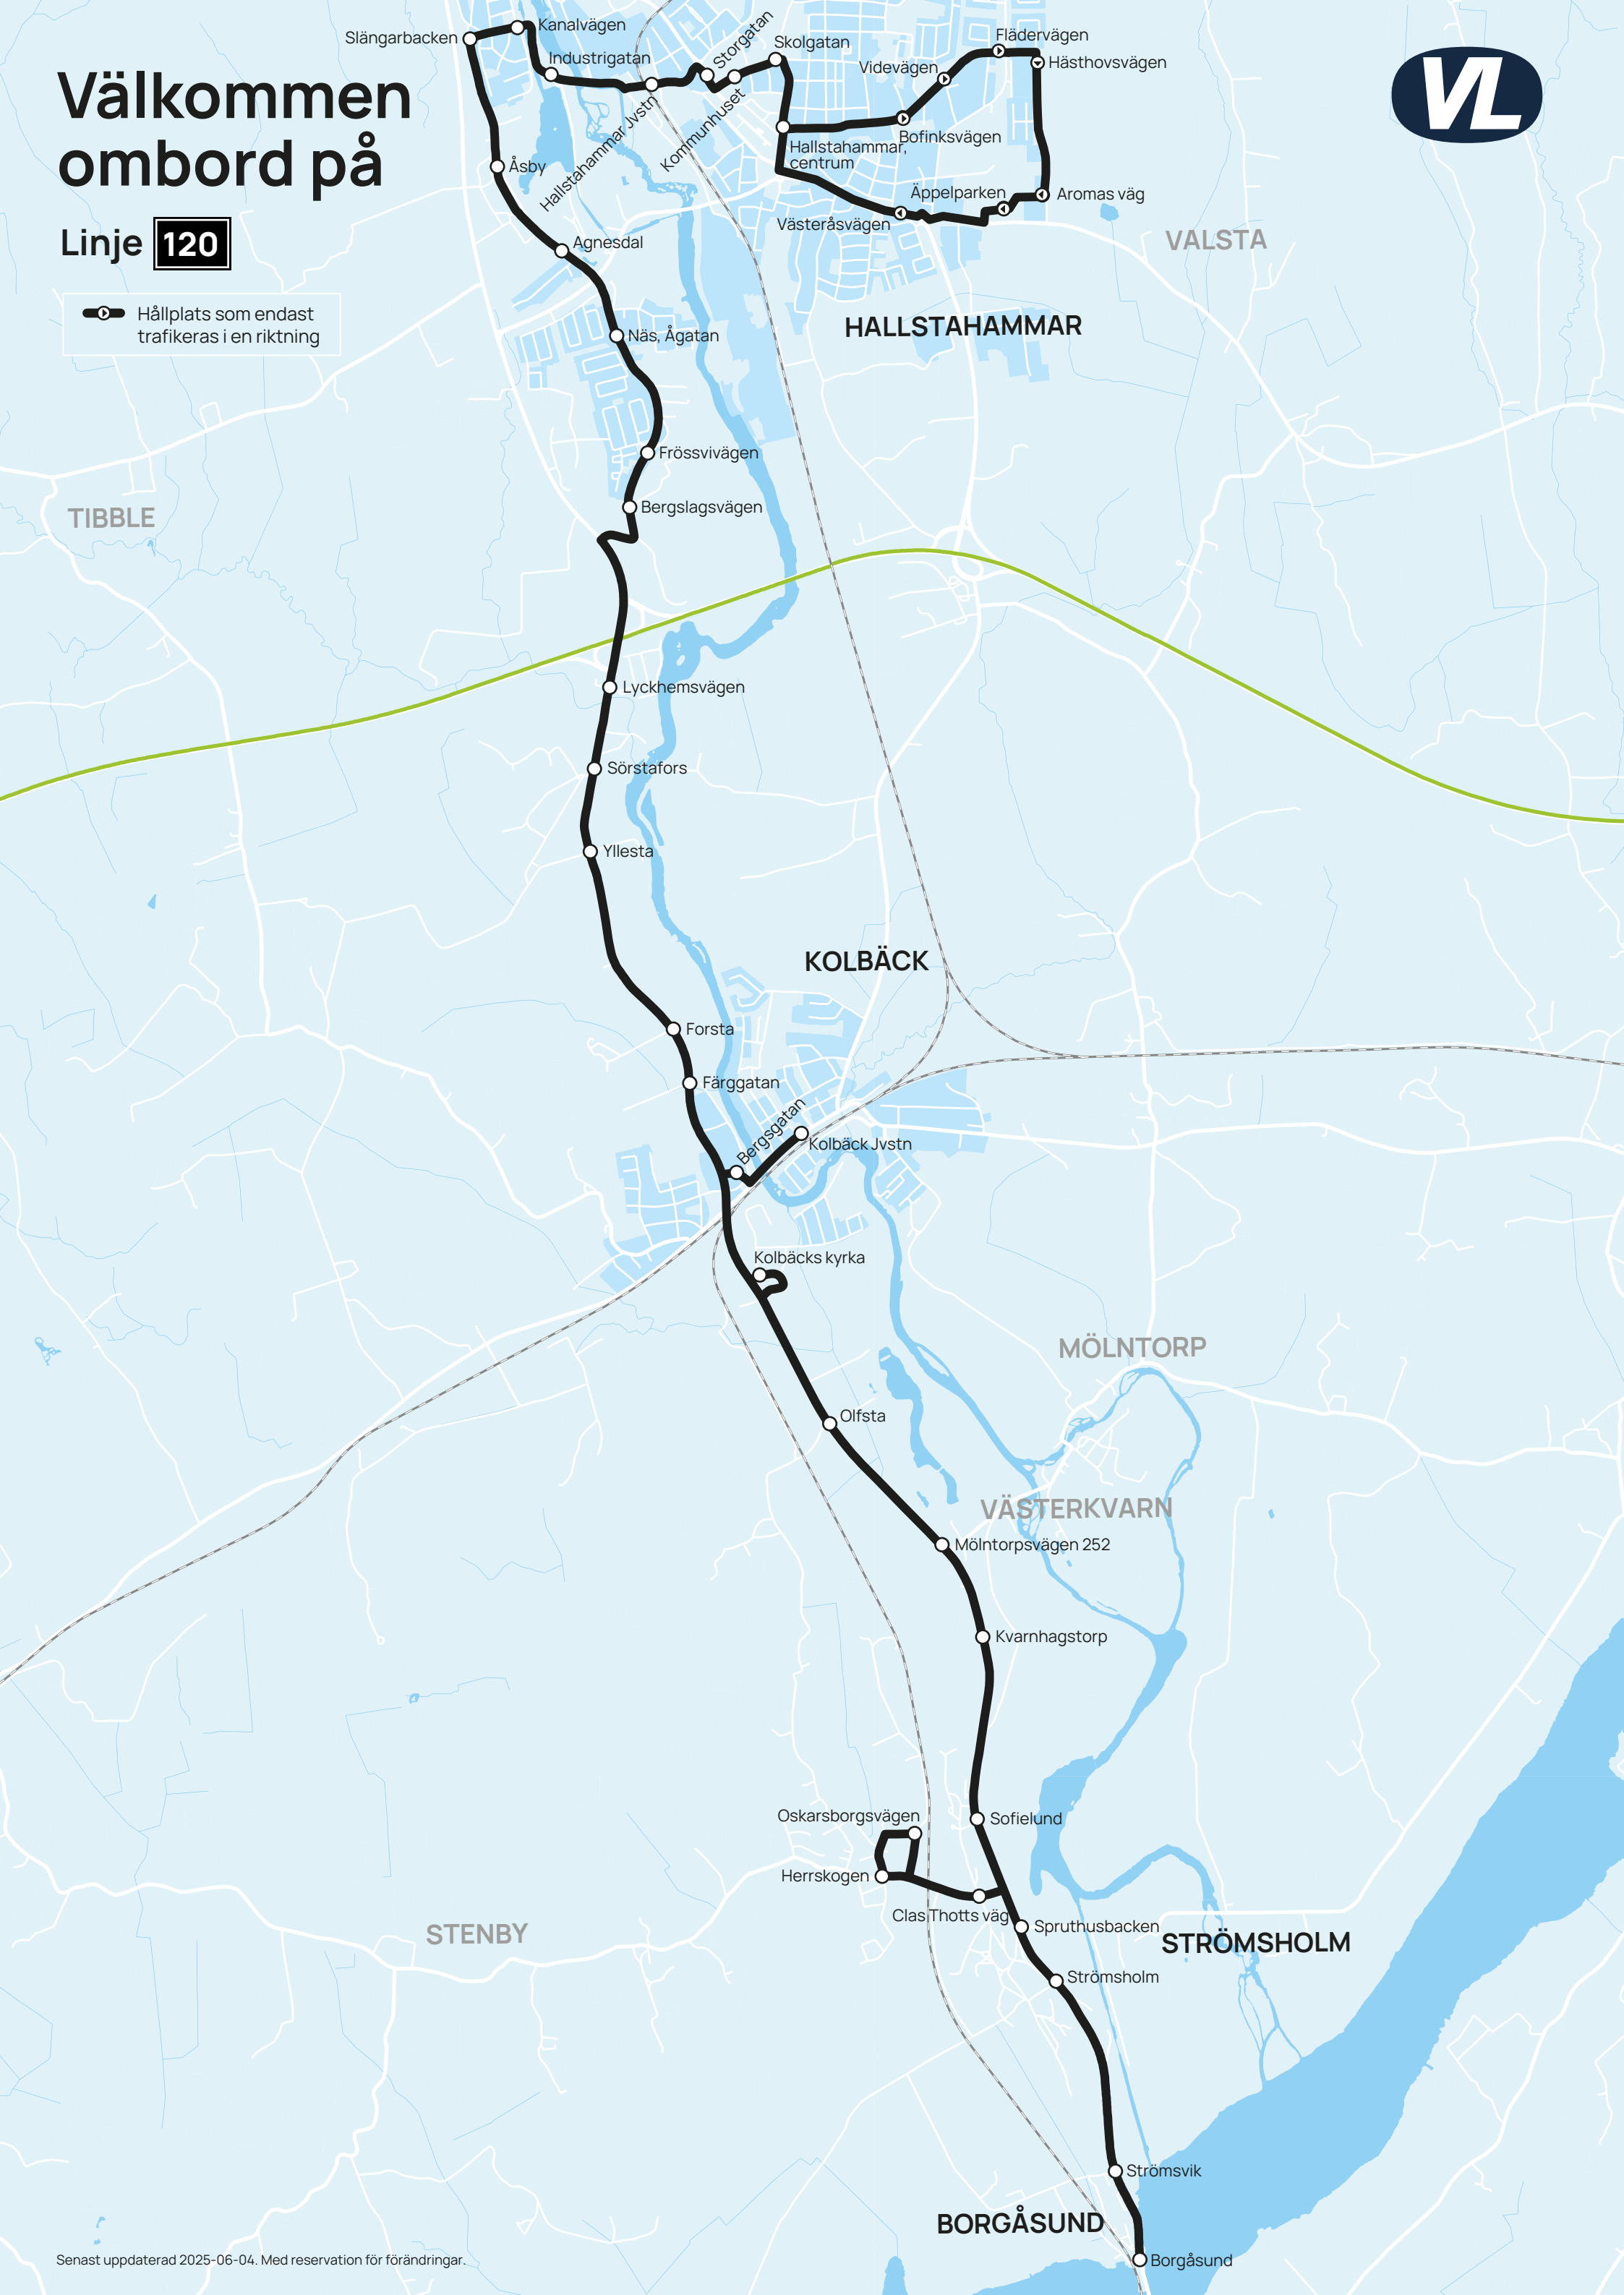 Välkommen
ombord på
Linje 120
Hållplats som endast
trafikeras i en riktning
VL
Slängarbacken
Kanalvägen
Industrigatan
Hallstahammar Jvstn
Storgatan
Kommunhuset
Skolgatan
Hallstahammar,
centrum
Bofinksvägen
Videvägen
Flädervägen
Hästhovsvägen
Aromas väg
Äppelparken
Västeråsvägen
VALSTA
Åsby
Agnesdal
HALLSTAHAMMAR
Näs, Ågatan
Frössvivägen
Bergslagsvägen
TIBBLE
Lyckhemsvägen
Sörstafors
Yllesta
KOLBÄCK
Forsta
Färggatan
Bergsgatan
Kolbäck Jvstn
Kolbäcks kyrka
MÖLNTORP
Olfsta
VÄSTERKVARN
Mölntorpsvägen 252
Kvarnhagstorp
Oskarsborgsvägen
Sofielund
Herrskogen
Clas Thotts väg
Spruthusbacken
STENBY
STRÖMSHOLM
Strömsholm
Strömsvik
BORGÅSUND
Borgåsund
Senast uppdaterad 2025-06-04. Med reservation för förändringar.